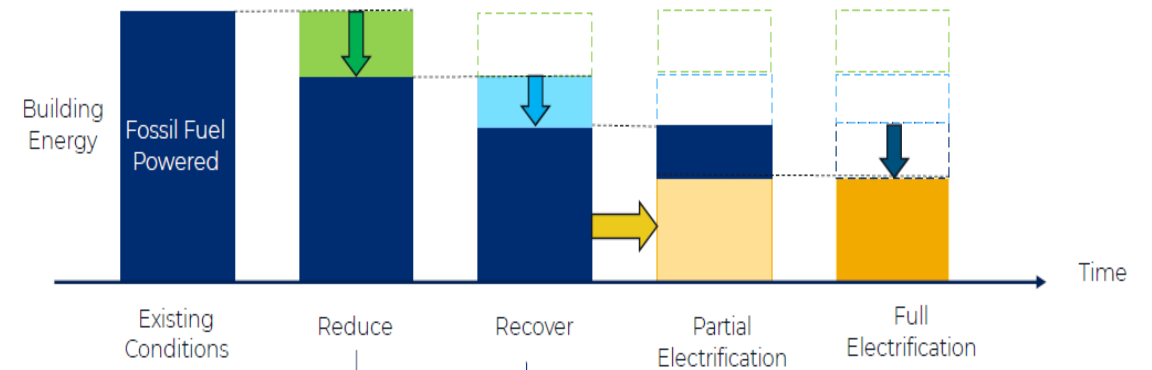 Building
Energy
Fossil Fuel
Powered
Time
Existing
Conditions
Reduce
Recover
Partial
Electrification
Full
Electrification